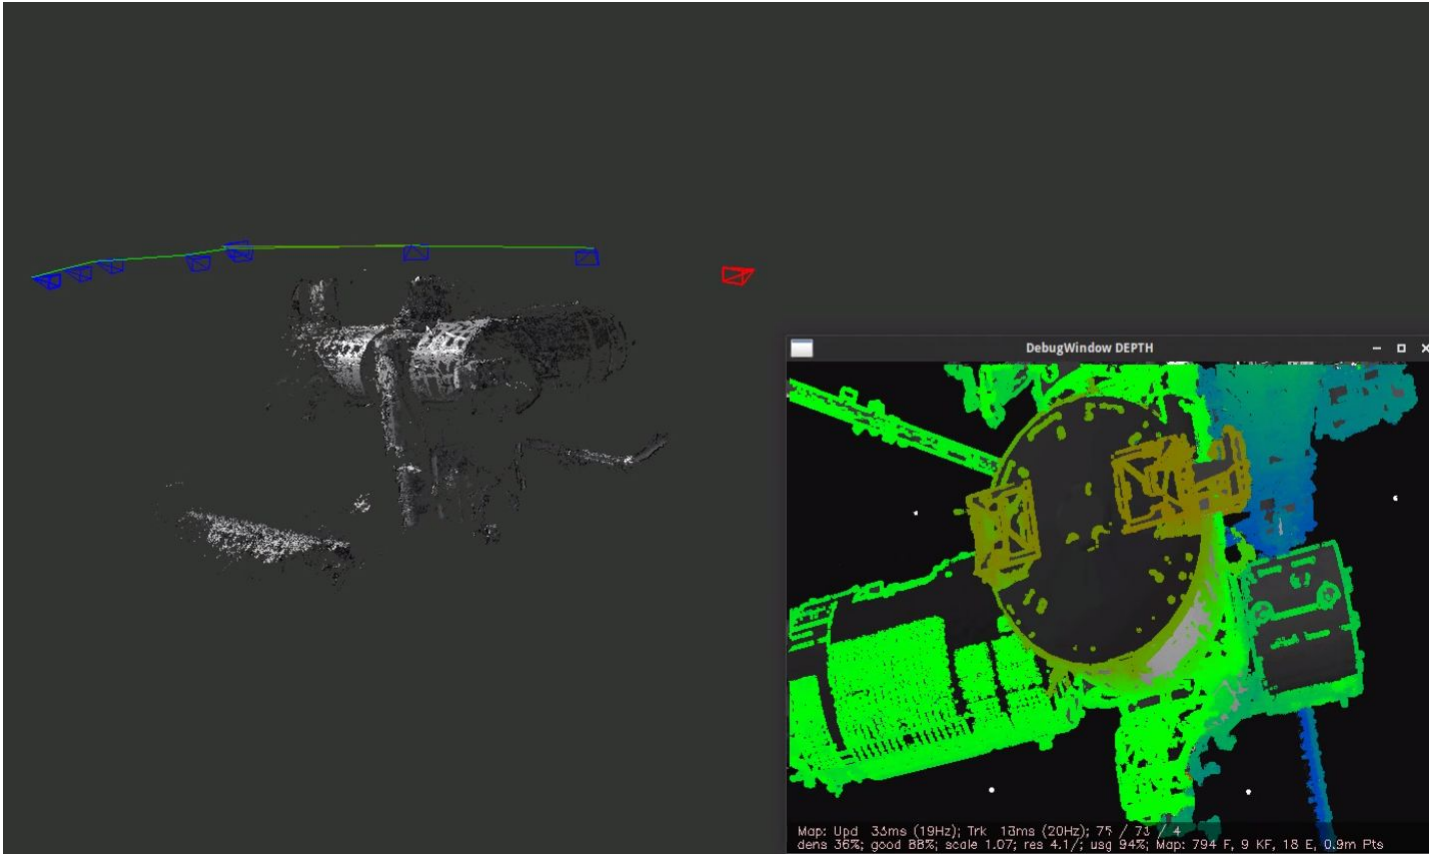 DebugWindow DEPTH
Map: Upd 33ms (19Hz); Trk 13ms (20Hz); 75 / 73 / 4
dens 36%; good 88%; scale 1.07; res 4.1/; usg 94%; Map: 794 F, 9 KF, 18 E, 0.9m Pts